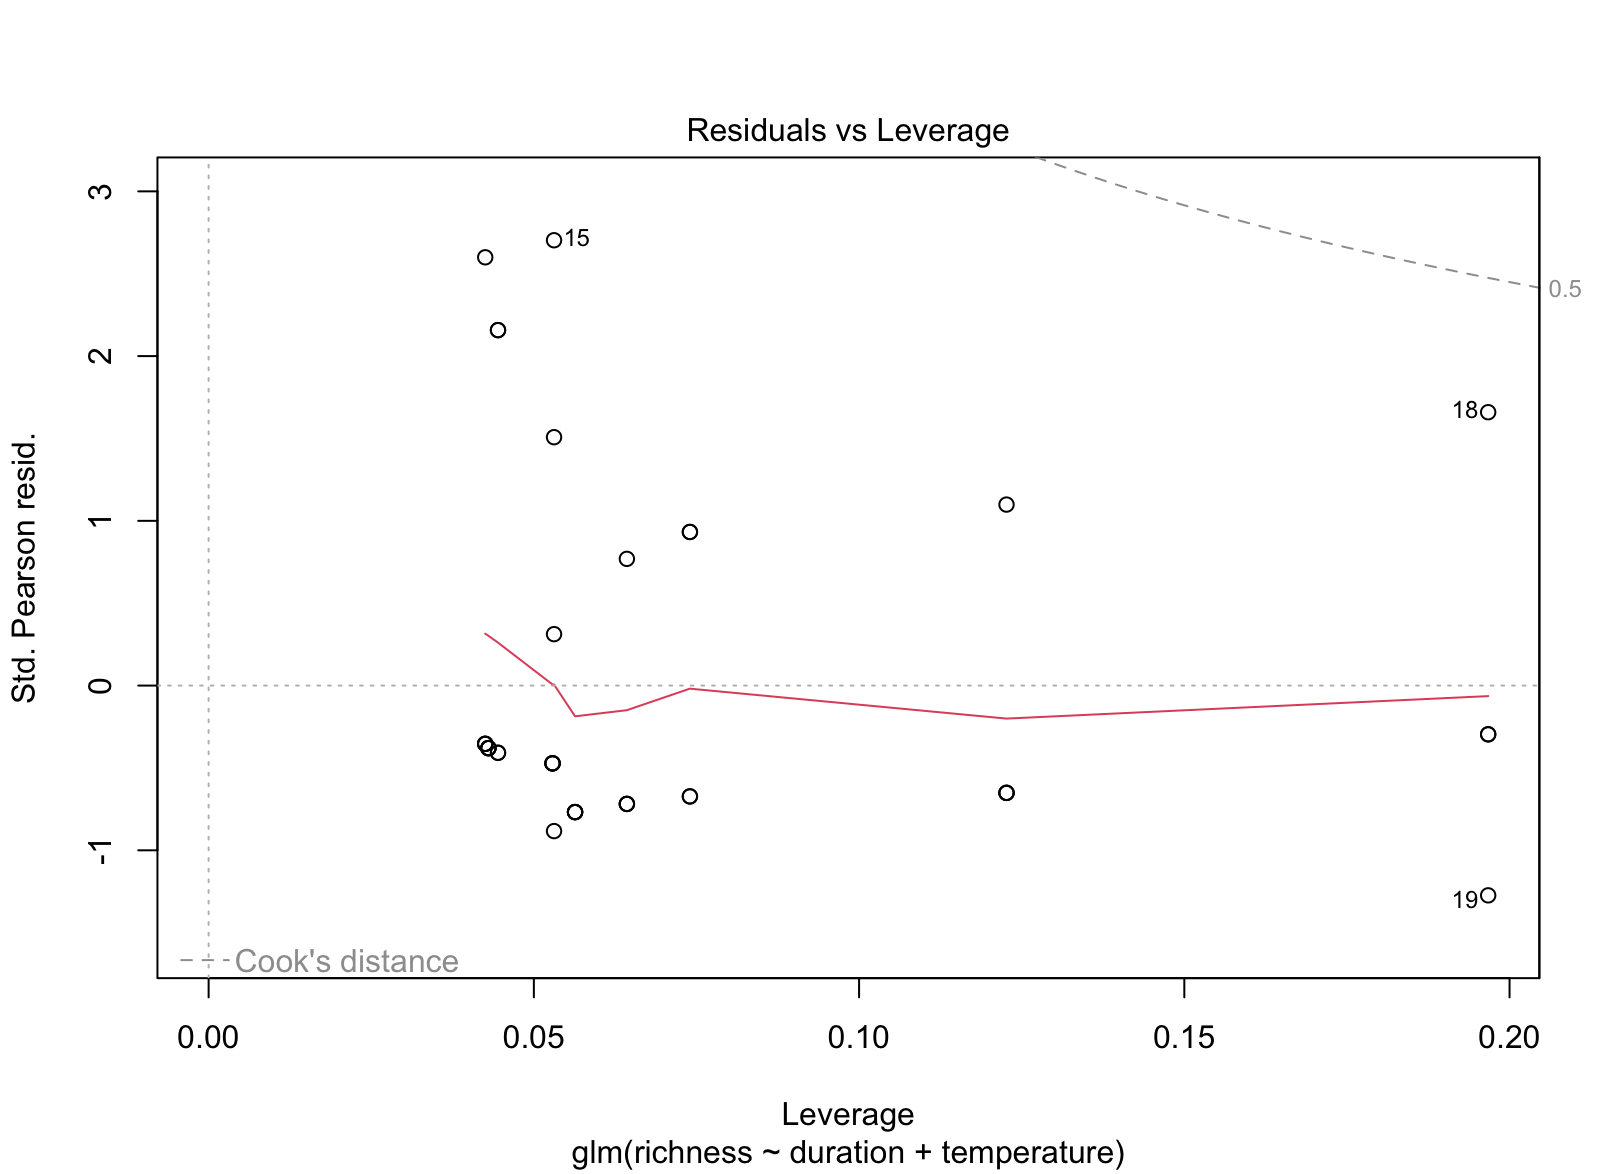 Residuals vs Leverage
Std. Pearson resid.
3
2
1
0
-1
15
18
19
0.5
Cook's distance
0.00 0.05 0.10 0.15 0.20
Leverage
glm(richness ~ duration + temperature)